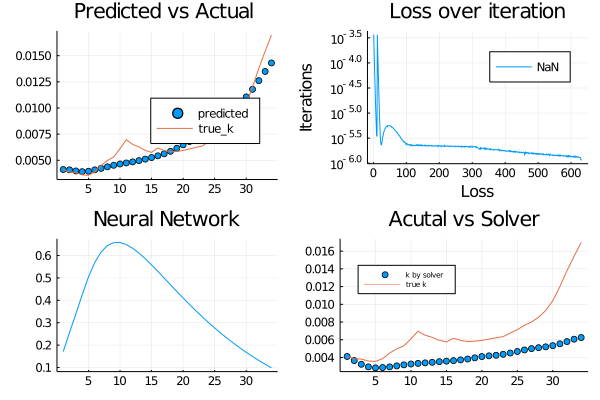 Predicted vs Actual
0.0150
0.0125
0.0100
0.0075
0.0050
predicted
true_k
5 10 15 20 25 30
Loss over iteration
Iterations
10^-3.5
10^-4.0
10^-4.5
10^-5.0
10^-5.5
10^-6.0
NaN
0 100 200 300 400 500 600
Loss
Neural Network
0.6
0.5
0.4
0.3
0.2
0.1
5 10 15 20 25 30
Acutal vs Solver
0.016
0.014
0.012
0.010
0.008
0.006
0.004
k by solver
true k
5 10 15 20 25 30